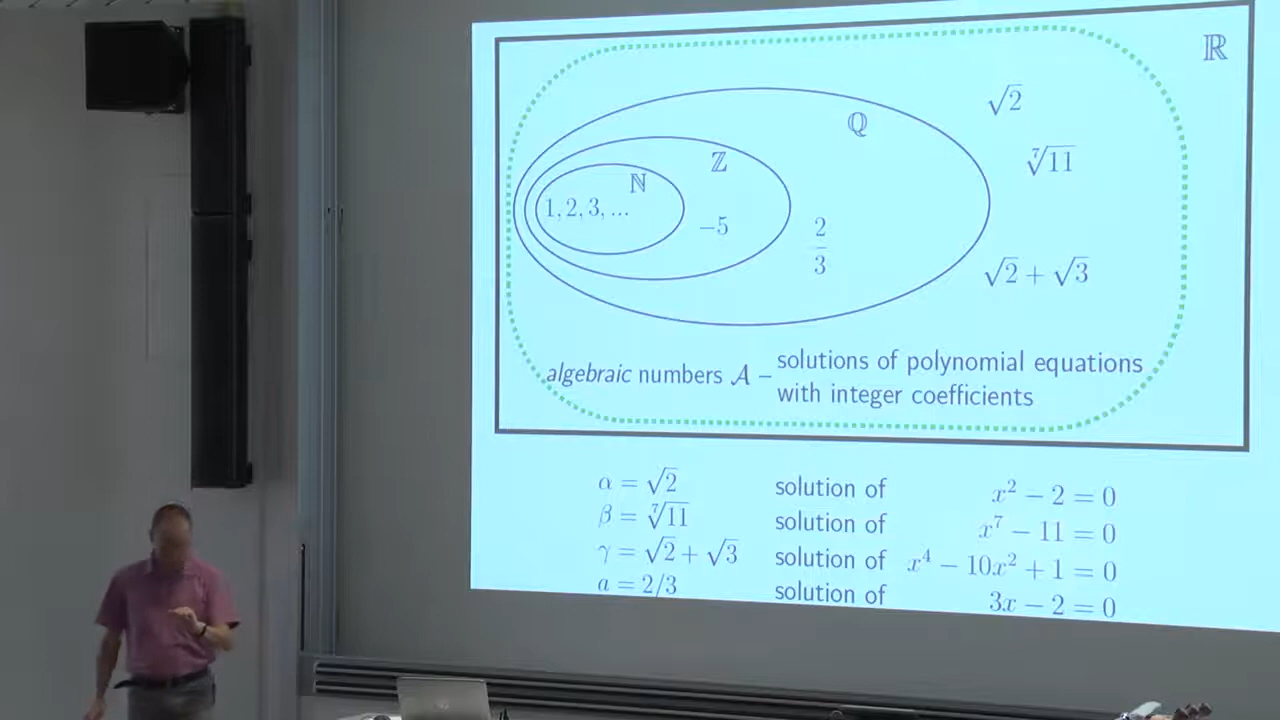 ℝ
√2
ℚ
⁷√11
ℤ
ℕ
1, 2, 3, ...
−5
2/3
√2 + √3
algebraic numbers 𝒜 – solutions of polynomial equations
with integer coefficients
α = √2 solution of x² − 2 = 0
β = ⁷√11 solution of x⁷ − 11 = 0
γ = √2 + √3 solution of x⁴ − 10x² + 1 = 0
a = 2/3 solution of 3x − 2 = 0